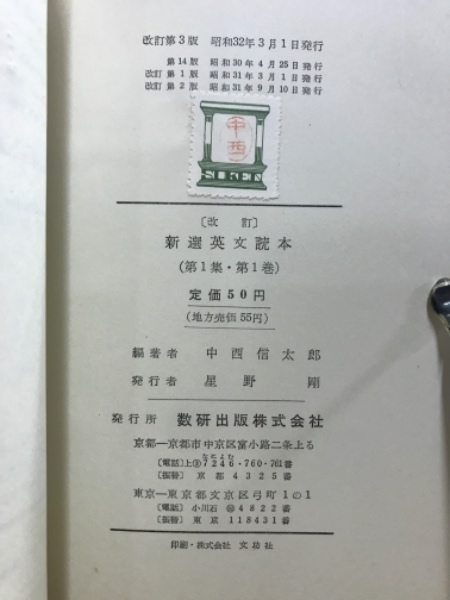 改訂第3版 昭和32年3月1日発行
第14版 昭和30年4月25日発行
改訂第1版 昭和31年3月1日発行
改訂第2版 昭和31年9月10日発行
中西
SUKEN
〔改訂〕
新選英文読本
(第1集・第1巻)
定価50円
(地方売価55円)
編著者 中西信太郎
発行者 星野剛
発行所 数研出版株式会社
京都―京都市中京区富小路二条上る
〔電話〕上②7246・760・761番
〔振替〕京都4325番
東京―東京都文京区弓町1の1
〔電話〕小川石4822番
〔振替〕東京118431番
印刷・株式会社